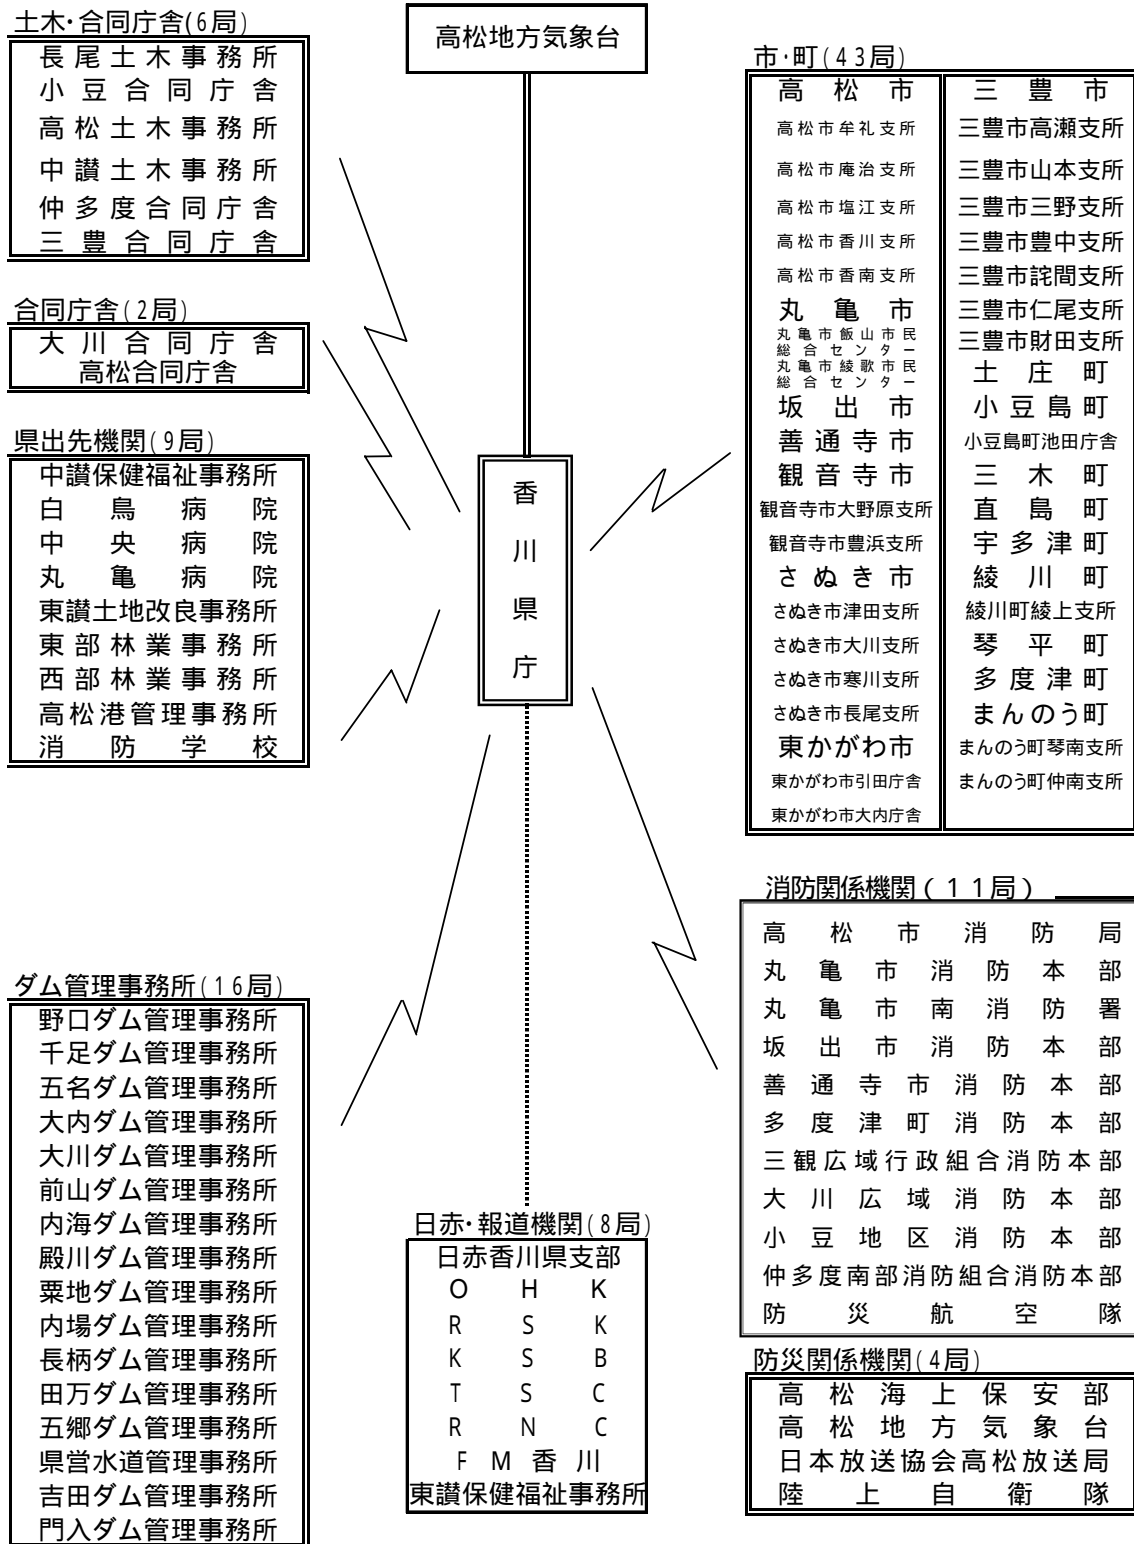 土木・合同庁舎(6局)
長尾土木事務所
小豆合同庁舎
高松土木事務所
中讃土木事務所
仲多度合同庁舎
三豊合同庁舎
合同庁舎(2局)
大川合同庁舎
高松合同庁舎
県出先機関(9局)
中讃保健福祉事務所
白鳥病院
中央病院
丸亀病院
東讃土地改良事務所
東部林業事務所
西部林業事務所
高松港管理事務所
消防学校
ダム管理事務所(16局)
野口ダム管理事務所
千足ダム管理事務所
五名ダム管理事務所
大内ダム管理事務所
大川ダム管理事務所
前山ダム管理事務所
内海ダム管理事務所
殿川ダム管理事務所
粟地ダム管理事務所
内場ダム管理事務所
長柄ダム管理事務所
田万ダム管理事務所
五郷ダム管理事務所
県営水道管理事務所
吉田ダム管理事務所
門入ダム管理事務所
高松地方気象台
香川県庁
日赤・報道機関(8局)
日赤香川県支部
OHK
RSK
KSB
TSC
RNC
FM香川
東讃保健福祉事務所
市・町(43局)
高松市
高松市牟礼支所
高松市庵治支所
高松市塩江支所
高松市香川支所
高松市香南支所
丸亀市
丸亀市飯山市民
総合センター
丸亀市綾歌市民
総合センター
坂出市
善通寺市
観音寺市
観音寺市大野原支所
観音寺市豊浜支所
さぬき市
さぬき市津田支所
さぬき市大川支所
さぬき市寒川支所
さぬき市長尾支所
東かがわ市
東かがわ市引田庁舎
東かがわ市大内庁舎
三豊市
三豊市高瀬支所
三豊市山本支所
三豊市三野支所
三豊市豊中支所
三豊市詫間支所
三豊市仁尾支所
三豊市財田支所
土庄町
小豆島町
小豆島町池田庁舎
三木町
直島町
宇多津町
綾川町
綾川町綾上支所
琴平町
多度津町
まんのう町
まんのう町琴南支所
まんのう町仲南支所
消防関係機関(11局)
高松市消防局
丸亀市消防本部
丸亀市南消防署
坂出市消防本部
善通寺市消防本部
多度津町消防本部
三観広域行政組合消防本部
大川広域消防本部
小豆地区消防本部
仲多度南部消防組合消防本部
防災航空隊
防災関係機関(4局)
高松海上保安部
高松地方気象台
日本放送協会高松放送局
陸上自衛隊